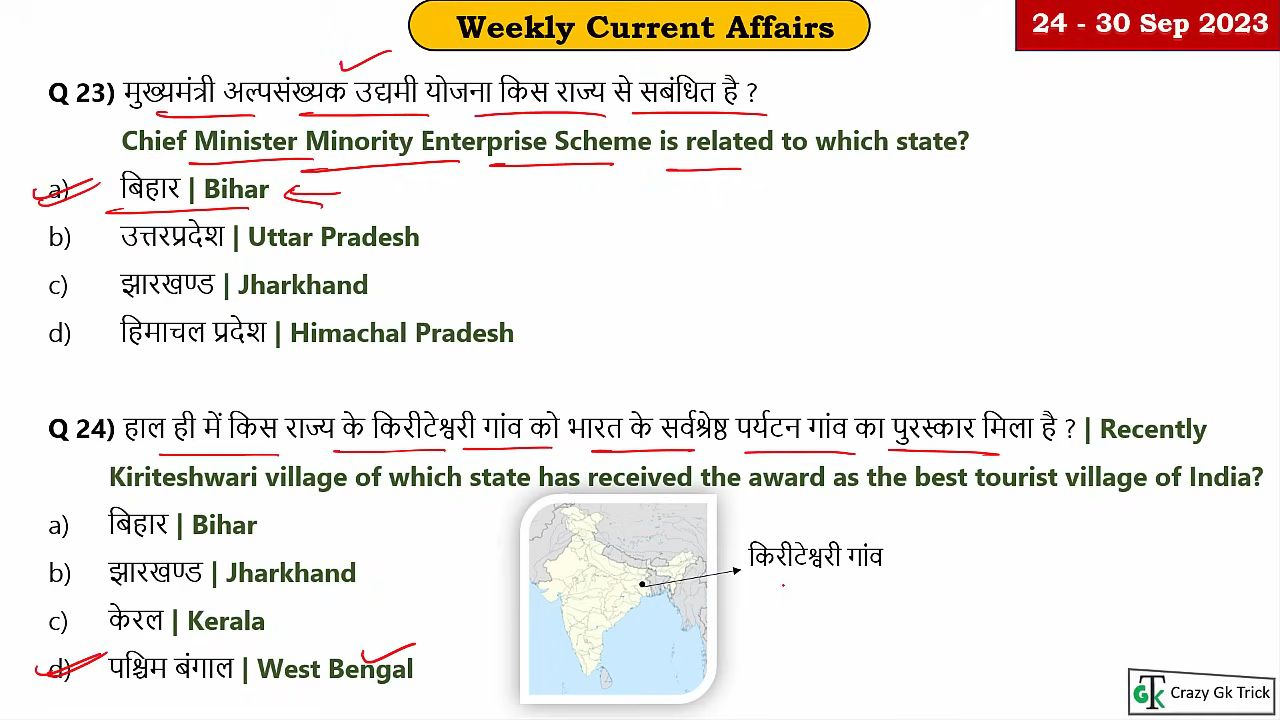 Weekly Current Affairs
24 - 30 Sep 2023
Q 23) मुख्यमंत्री अल्पसंख्यक उद्यमी योजना किस राज्य से सबंधित है ?
Chief Minister Minority Enterprise Scheme is related to which state?
a) बिहार | Bihar
b) उत्तरप्रदेश | Uttar Pradesh
c) झारखण्ड | Jharkhand
d) हिमाचल प्रदेश | Himachal Pradesh
Q 24) हाल ही में किस राज्य के किरीटेश्वरी गांव को भारत के सर्वश्रेष्ठ पर्यटन गांव का पुरस्कार मिला है ? | Recently
Kiriteshwari village of which state has received the award as the best tourist village of India?
a) बिहार | Bihar
b) झारखण्ड | Jharkhand
c) केरल | Kerala
d) पश्चिम बंगाल | West Bengal
किरीटेश्वरी गांव
GTK Crazy Gk Trick